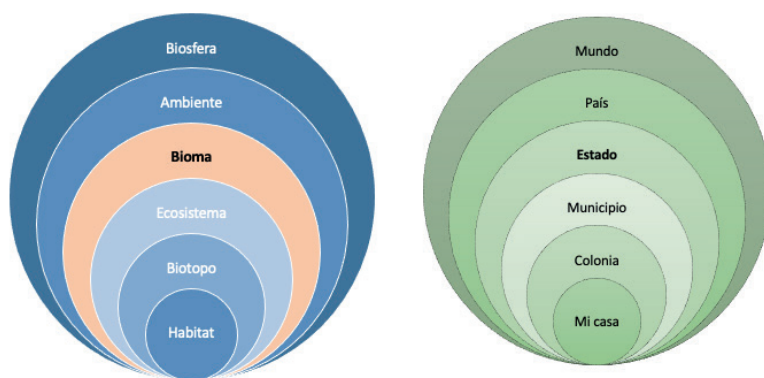 Biosfera
Ambiente
Bioma
Ecosistema
Biotopo
Habitat
Mundo
País
Estado
Municipio
Colonia
Mi casa